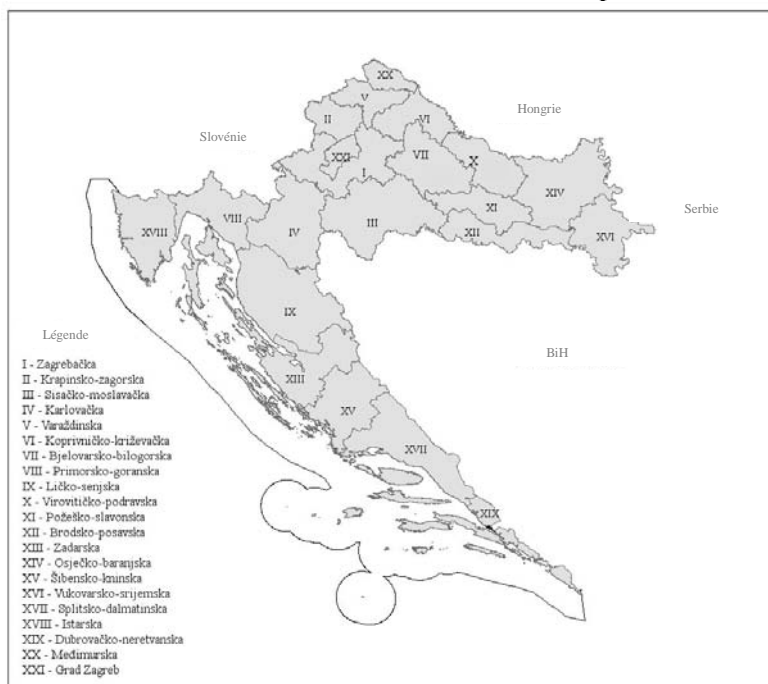 XX
V
Hongrie
II
VI
Slovénie
XXI
VII
I
X
XIV
XI
Serbie
XVIII
VIII
IV
III
XII
XVI
IX
Légende
BiH
XIII
XV
XVII
XIX
I - Zagrebačka
II - Krapinsko-zagorska
III - Sisačko-moslavačka
IV - Karlovačka
V - Varaždinska
VI - Koprivničko-križevačka
VII - Bjelovarsko-bilogorska
VIII - Primorsko-goranska
IX - Ličko-senjska
X - Virovitičko-podravska
XI - Požeško-slavonska
XII - Brodsko-posavska
XIII - Zadarska
XIV - Osječko-baranjska
XV - Šibensko-kninska
XVI - Vukovarsko-srijemska
XVII - Splitsko-dalmatinska
XVIII - Istarska
XIX - Dubrovačko-neretvanska
XX - Međimurska
XXI - Grad Zagreb